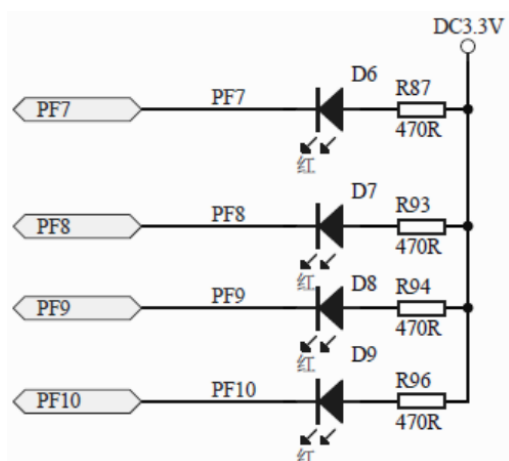 DC3.3V
D6
R87
PF7
PF7
470R
红
D7
R93
PF8
PF8
470R
红
D8
R94
PF9
PF9
470R
红
D9
R96
PF10
PF10
470R
红